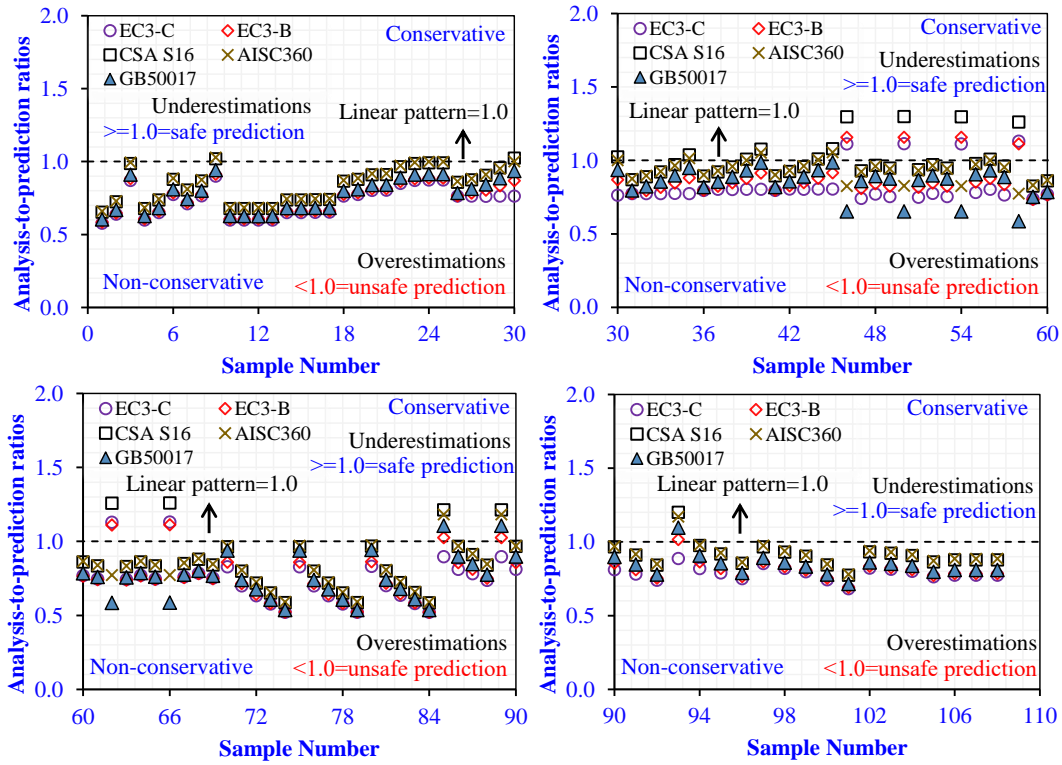 Analysis-to-prediction ratios
2.0
1.5
1.0
0.5
0.0
EC3-C
EC3-B
CSA S16
AISC360
GB50017
Conservative
Underestimations
>=1.0=safe prediction
Linear pattern=1.0
Overestimations
Non-conservative
<1.0=unsafe prediction
0
6
12
18
24
30
Sample Number
Analysis-to-prediction ratios
2.0
1.5
1.0
0.5
0.0
EC3-C
EC3-B
CSA S16
AISC360
GB50017
Conservative
Underestimations
>=1.0=safe prediction
Linear pattern=1.0
Overestimations
Non-conservative
<1.0=unsafe prediction
30
36
42
48
54
60
Sample Number
Analysis-to-prediction ratios
2.0
1.5
1.0
0.5
0.0
EC3-C
EC3-B
CSA S16
AISC360
GB50017
Conservative
Underestimations
>=1.0=safe prediction
Linear pattern=1.0
Overestimations
Non-conservative
<1.0=unsafe prediction
60
66
72
78
84
90
Sample Number
Analysis-to-prediction ratios
2.0
1.5
1.0
0.5
0.0
EC3-C
EC3-B
CSA S16
AISC360
GB50017
Conservative
Linear pattern=1.0
Underestimations
>=1.0=safe prediction
Overestimations
Non-conservative
<1.0=unsafe prediction
90
94
98
102
106
110
Sample Number